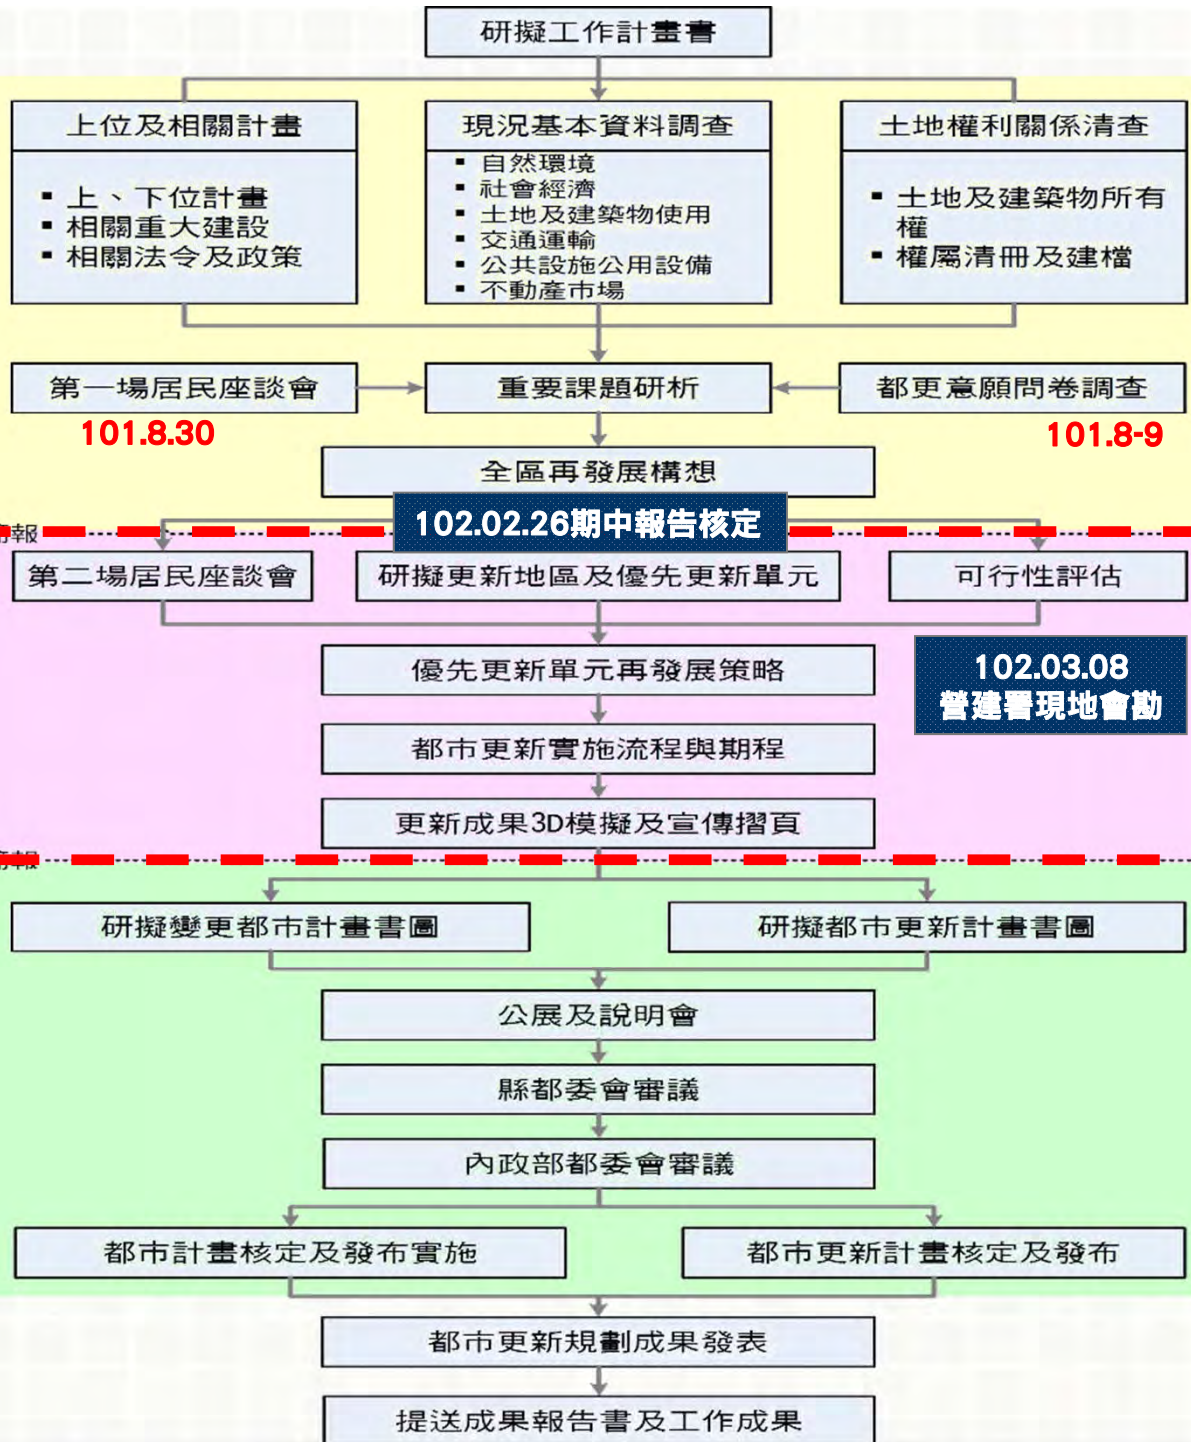 研擬工作計畫書
上位及相關計畫
▪ 上、下位計畫
▪ 相關重大建設
▪ 相關法令及政策
現況基本資料調查
▪ 自然環境
▪ 社會經濟
▪ 土地及建築物使用
▪ 交通運輸
▪ 公共設施公用設備
▪ 不動產市場
土地權利關係清查
▪ 土地及建築物所有
權
▪ 權屬清冊及建檔
第一場居民座談會
重要課題研析
都更意願問卷調查
101.8.30
101.8-9
全區再發展構想
102.02.26期中報告核定
報
第二場居民座談會
研擬更新地區及優先更新單元
可行性評估
優先更新單元再發展策略
102.03.08
營建署現地會勘
都市更新實施流程與期程
更新成果3D模擬及宣傳摺頁
研擬變更都市計畫書圖
研擬都市更新計畫書圖
公展及說明會
縣都委會審議
內政部都委會審議
都市計畫核定及發布實施
都市更新計畫核定及發布
都市更新規劃成果發表
提送成果報告書及工作成果